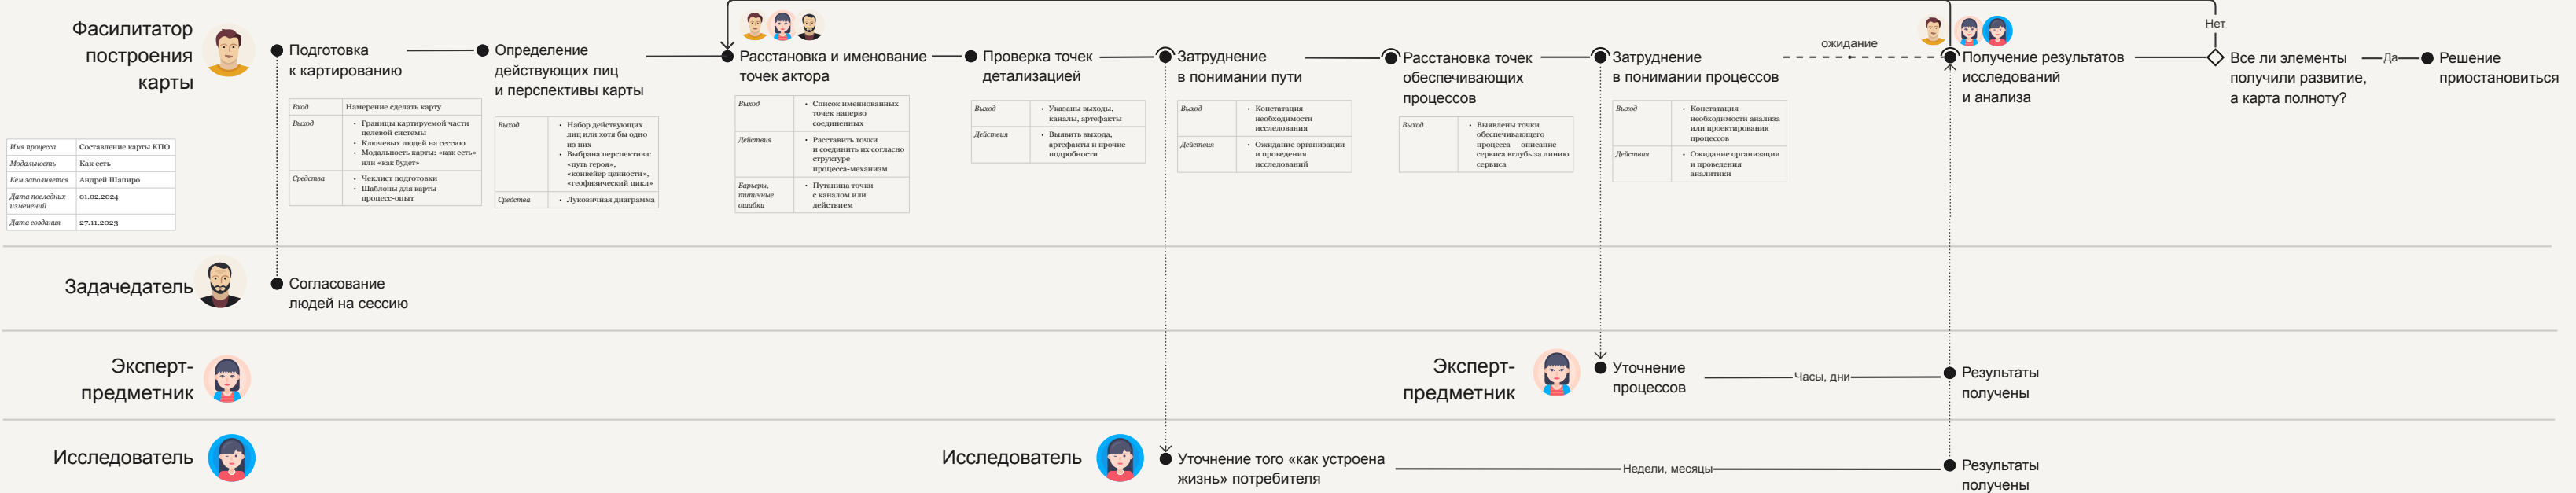 Фасилитатор
построения
карты
Подготовка
к картированию
Вход
Намерение сделать карту
Выход
• Границы картируемой части
целевой системы
• Ключевых людей на сессию
• Модальность карты: «как есть»
или «как будет»
Средства
• Чеклист подготовки
• Шаблоны для карты
процесс-опыт
Имя процесса
Составление карты КПО
Модальность
Как есть
Кем заполняется
Андрей Шапиро
Дата последних
изменений
01.02.2024
Дата создания
27.11.2023
Определение
действующих лиц
и перспективы карты
Выход
• Набор действующих
лиц или хотя бы одно
из них
• Выбрана перспектива:
«путь героя»,
«конвейер ценности»,
«геофизический цикл»
Средства
• Луковичная диаграмма
Расстановка и именование
точек актора
Выход
• Список именнованных
точек наперво
соединенных
Действия
• Расставить точки
и соединить их согласно
структуре
процесса-механизм
Барьеры,
типичные
ошибки
• Путаница точки
с каналом или
действием
Проверка точек
детализацией
Выход
• Указаны выходы,
каналы, артефакты
Действия
• Выявить выхода,
артефакты и прочие
подробности
Затруднение
в понимании пути
Выход
• Констатация
необходимости
исследования
Действия
• Ожидание организации
и проведения
исследований
Расстановка точек
обеспечивающих
процессов
Выход
• Выявлены точки
обеспечивающего
процесса — описание
сервиса вглубь за линию
сервиса
Затруднение
в понимании процессов
Выход
• Констатация
необходимости анализа
или проектирования
процессов
Действия
• Ожидание организации
и проведения
аналитики
ожидание
Получение результатов
исследований
и анализа
Нет
Все ли элементы
получили развитие,
а карта полноту?
Да
Решение
приостановиться
Задачедатель
Согласование
людей на сессию
Эксперт-
предметник
Эксперт-
предметник
Уточнение
процессов
Часы, дни
Результаты
получены
Исследователь
Исследователь
Уточнение того «как устроена
жизнь» потребителя
Недели, месяцы
Результаты
получены